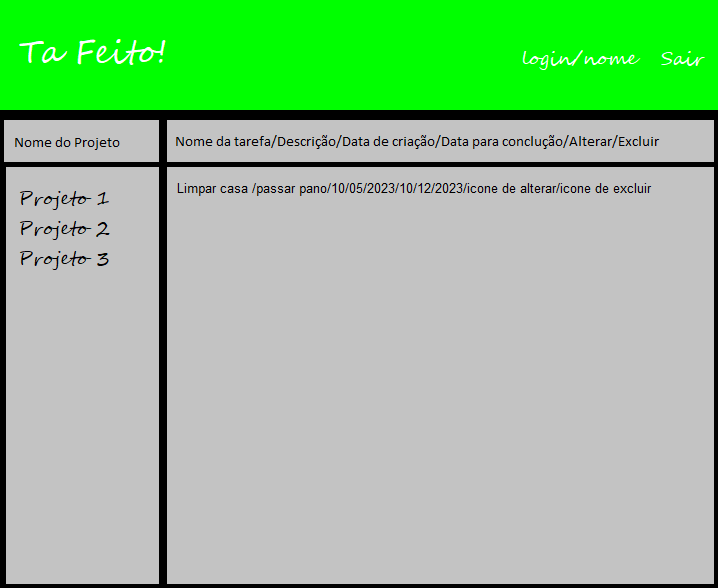 Ta Feito!
login/nome Sair
Nome do Projeto
Nome da tarefa/Descrição/Data de criação/Data para conclução/Alterar/Excluir
Projeto 1
Projeto 2
Projeto 3
Limpar casa /passar pano/10/05/2023/10/12/2023/icone de alterar/icone de excluir